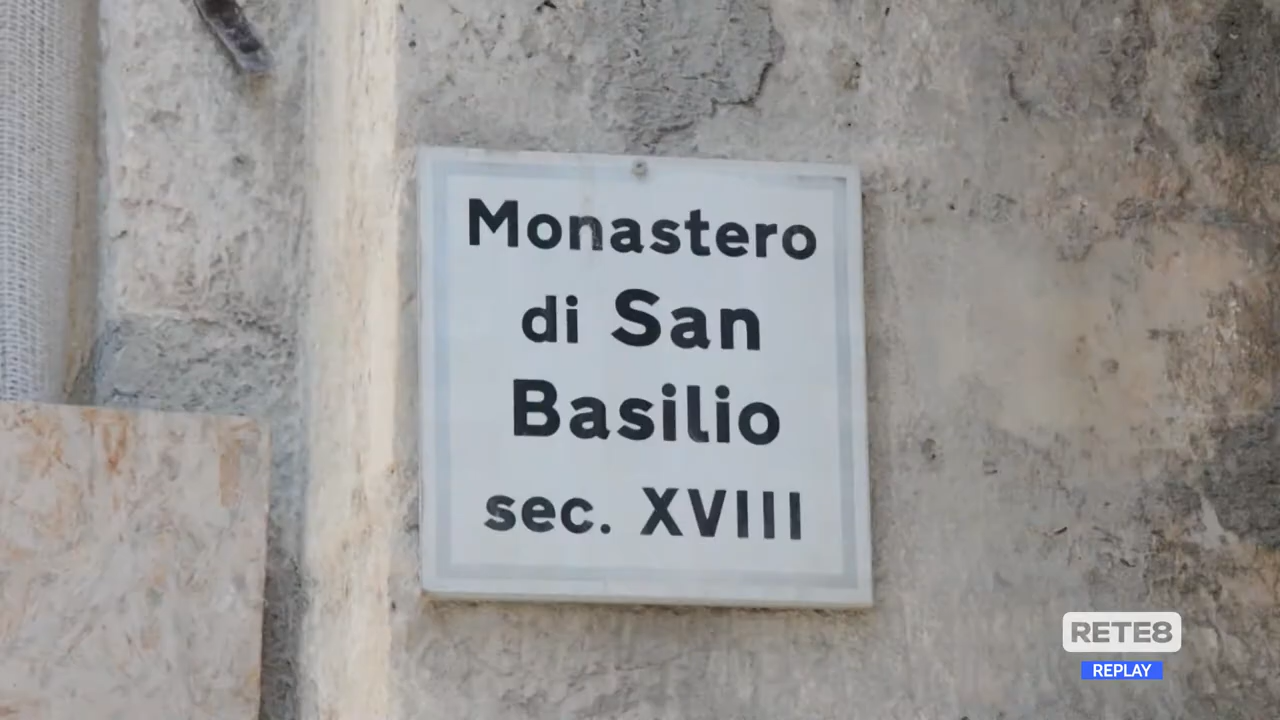 Monastero
di San
Basilio
sec. XVIII
RETE8
REPLAY